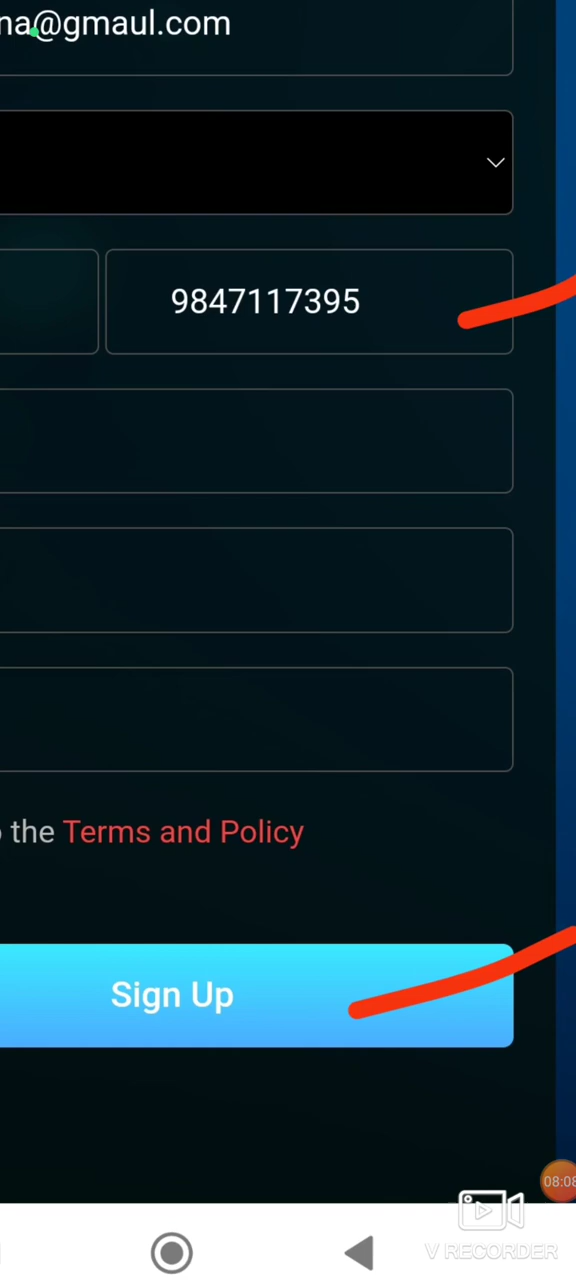 na@gmaul.com
9847117395
the Terms and Policy
Sign Up
08:08
V RECORDER